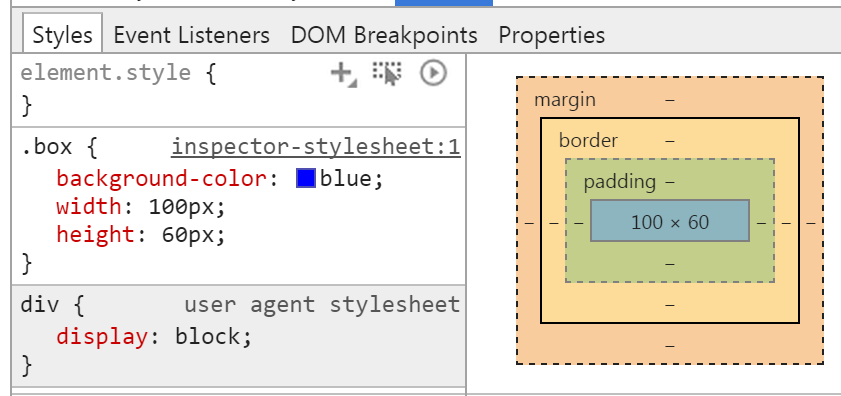 Styles Event Listeners DOM Breakpoints Properties
element.style {
}
.box { inspector-stylesheet:1
background-color: blue;
width: 100px;
height: 60px;
}
div { user agent stylesheet
display: block;
}
margin –
border –
padding –
– – – 100 × 60 – – –
–
–
–